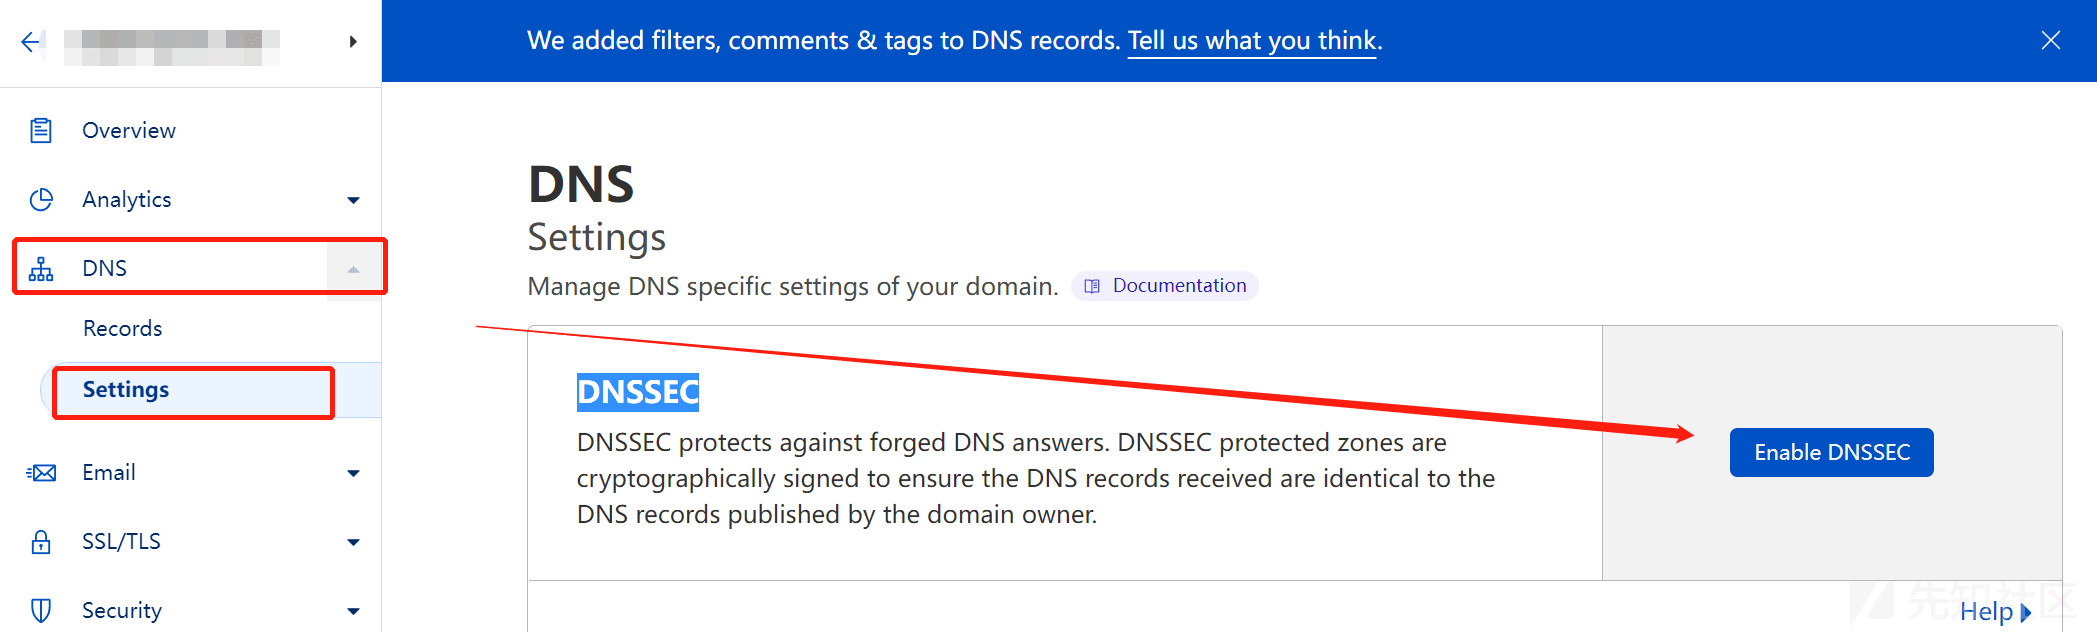 We added filters, comments & tags to DNS records. Tell us what you think.
Overview
Analytics
DNS
Records
Settings
Email
SSL/TLS
Security
DNS
Settings
Manage DNS specific settings of your domain.
Documentation
DNSSEC
DNSSEC protects against forged DNS answers. DNSSEC protected zones are
cryptographically signed to ensure the DNS records received are identical to the
DNS records published by the domain owner.
Enable DNSSEC
Help
先知社区